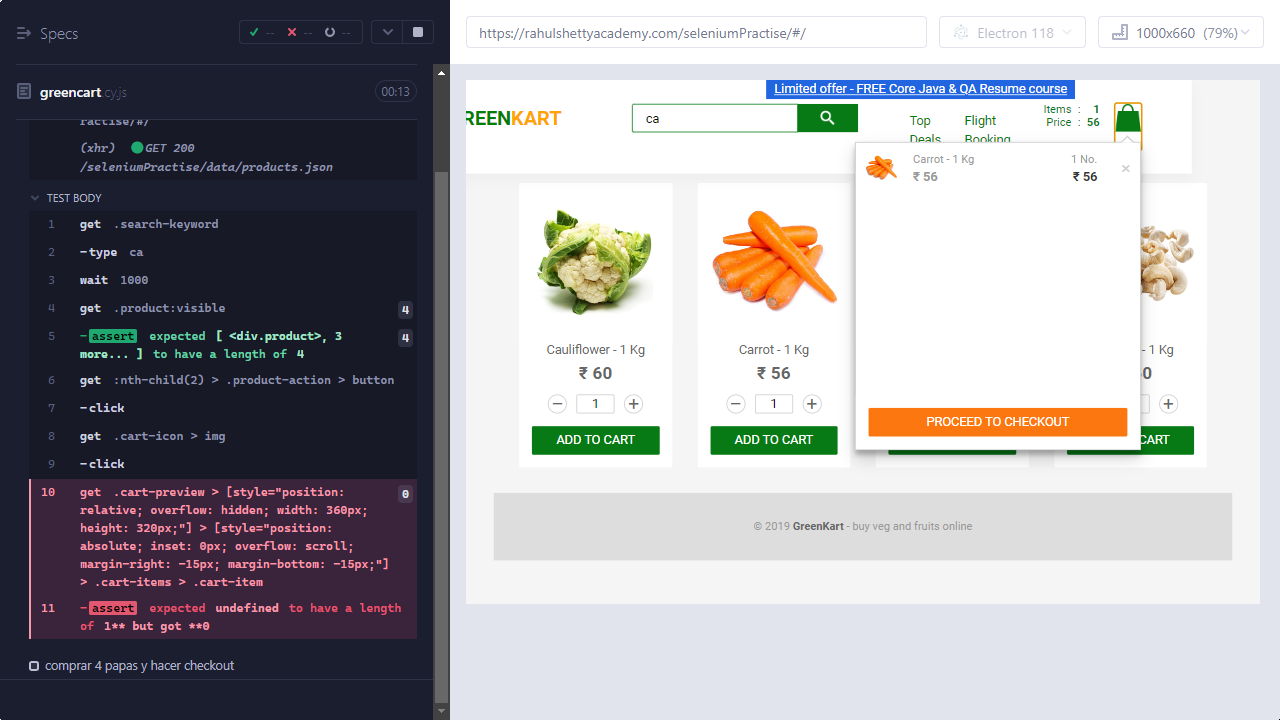 Specs
-- -- --
greencart.cy.js
00:13
ractise/#/
(xhr) GET 200
/seleniumPractise/data/products.json
TEST BODY
1 get .search-keyword
2 -type ca
3 wait 1000
4 get .product:visible 4
5 -assert expected [ <div.product>, 3 4
more... ] to have a length of 4
6 get :nth-child(2) > .product-action > button
7 -click
8 get .cart-icon > img
9 -click
10 get .cart-preview > [style="position: 0
relative; overflow: hidden; width: 360px;
height: 320px;"] > [style="position:
absolute; inset: 0px; overflow: scroll;
margin-right: -15px; margin-bottom: -15px;"]
> .cart-items > .cart-item
11 -assert expected undefined to have a length
of 1** but got **0
comprar 4 papas y hacer checkout
https://rahulshettyacademy.com/seleniumPractise/#/
Electron 118
1000x660 (79%)
Limited offer - FREE Core Java & QA Resume course
REENKART
ca
Top
Deals
Flight
Booking
Items : 1
Price : 56
Carrot - 1 Kg 1 No.
₹ 56 ₹ 56
×
PROCEED TO CHECKOUT
Cauliflower - 1 Kg
₹ 60
− 1 +
ADD TO CART
Carrot - 1 Kg
₹ 56
− 1 +
ADD TO CART
- 1 Kg
+
CART
© 2019 GreenKart - buy veg and fruits online